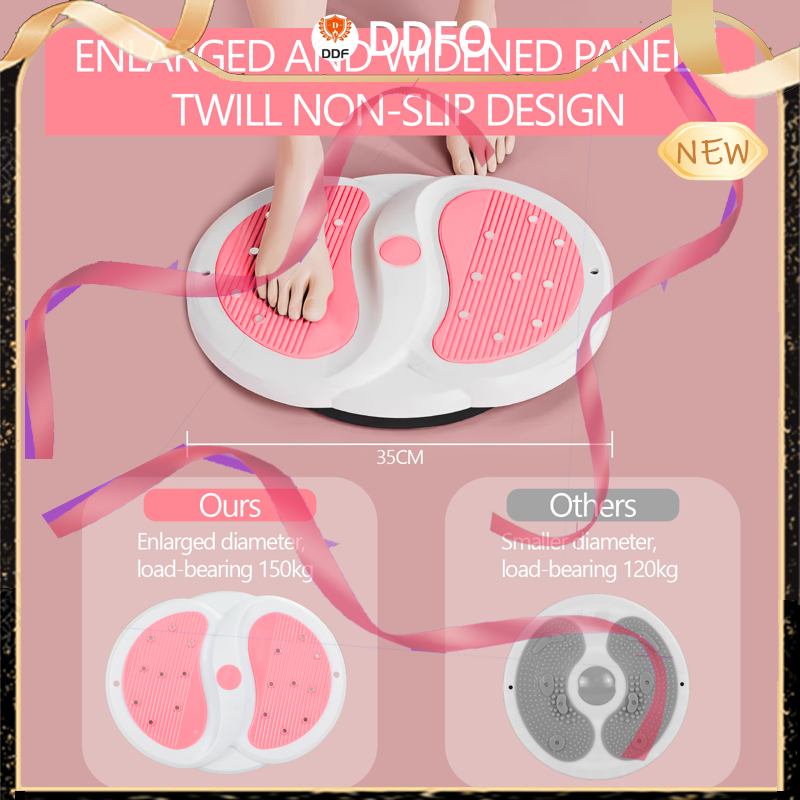 DDFO
D
DDF
ENLARGED AND WIDENED PANEL
TWILL NON-SLIP DESIGN
NEW
35CM
Ours
Others
Enlarged diameter,
load-bearing 150kg
Smaller diameter,
load-bearing 120kg